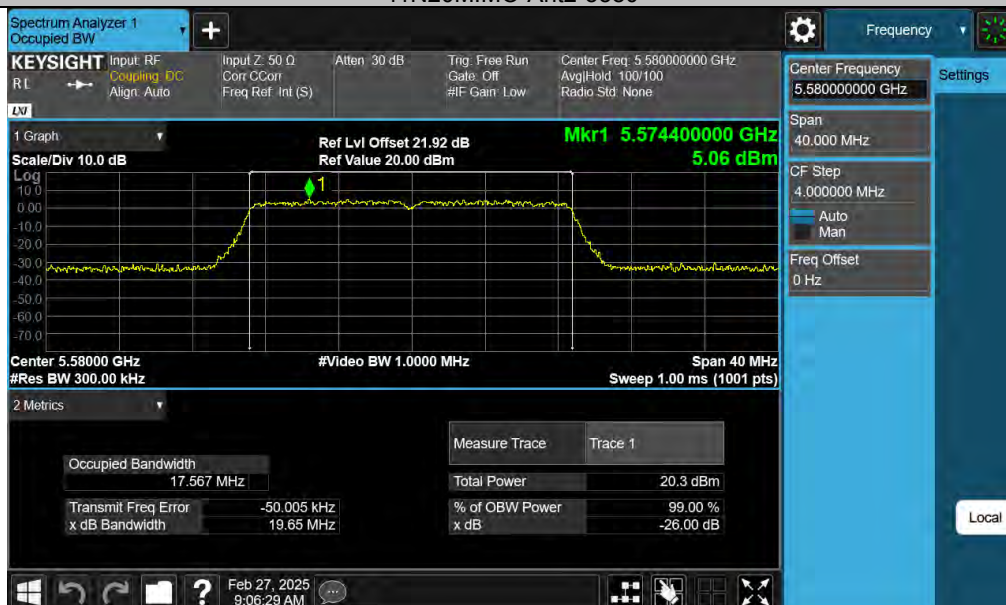 Spectrum Analyzer 1
Occupied BW
Frequency
KEYSIGHT Input: RF Input Z: 50 Ω Atten: 30 dB Trig: Free Run Center Freq: 5.580000000 GHz
RL Coupling: DC Corr CCorr Gate: Off Avg|Hold: 100/100
Align: Auto Freq Ref: Int (S) #IF Gain: Low Radio Std: None
LXI
Center Frequency
5.580000000 GHz
Settings
Span
40.000 MHz
CF Step
4.000000 MHz
Auto
Man
Freq Offset
0 Hz
Local
1 Graph
Ref Lvl Offset 21.92 dB
Mkr1 5.574400000 GHz
Scale/Div 10.0 dB
Ref Value 20.00 dBm
5.06 dBm
Log
1
10.0
0.00
-10.0
-20.0
-30.0
-40.0
-50.0
-60.0
-70.0
Center 5.58000 GHz #Video BW 1.0000 MHz Span 40 MHz
#Res BW 300.00 kHz Sweep 1.00 ms (1001 pts)
2 Metrics
Measure Trace Trace 1
Occupied Bandwidth
17.567 MHz
Total Power 20.3 dBm
Transmit Freq Error -50.005 kHz
% of OBW Power 99.00 %
x dB Bandwidth 19.65 MHz
x dB -26.00 dB
Feb 27, 2025
9:06:29 AM